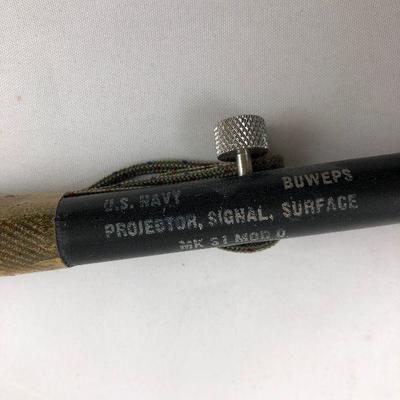 U.S. NAVY BUWEPS
PROJECTOR, SIGNAL, SURFACE
MK 31 MOD 0